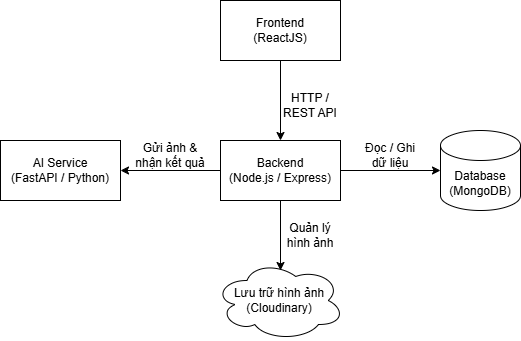 Frontend
(ReactJS)
HTTP /
REST API
AI Service
(FastAPI / Python)
Gửi ảnh &
nhận kết quả
Backend
(Node.js / Express)
Đọc / Ghi
dữ liệu
Database
(MongoDB)
Quản lý
hình ảnh
Lưu trữ hình ảnh
(Cloudinary)